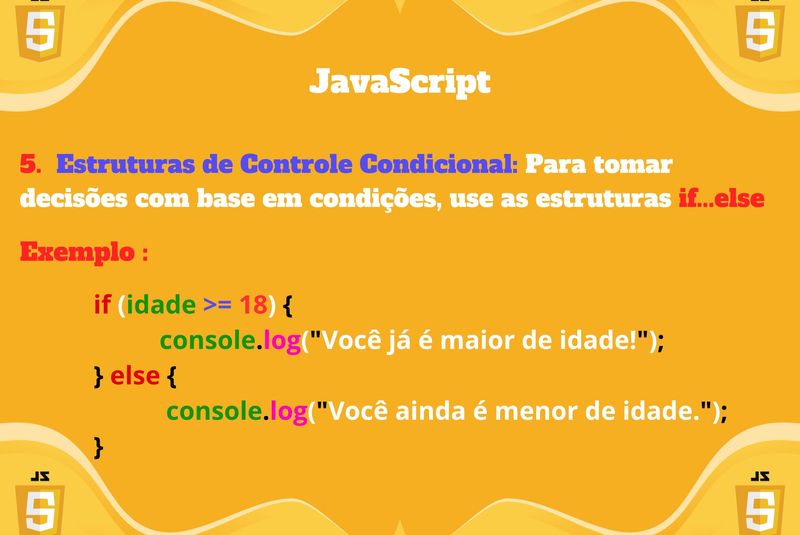 JavaScript
5. Estruturas de Controle Condicional: Para tomar
decisões com base em condições, use as estruturas if...else
Exemplo :
if (idade >= 18) {
console.log("Você já é maior de idade!");
} else {
console.log("Você ainda é menor de idade.");
}
JS
5
JS
5